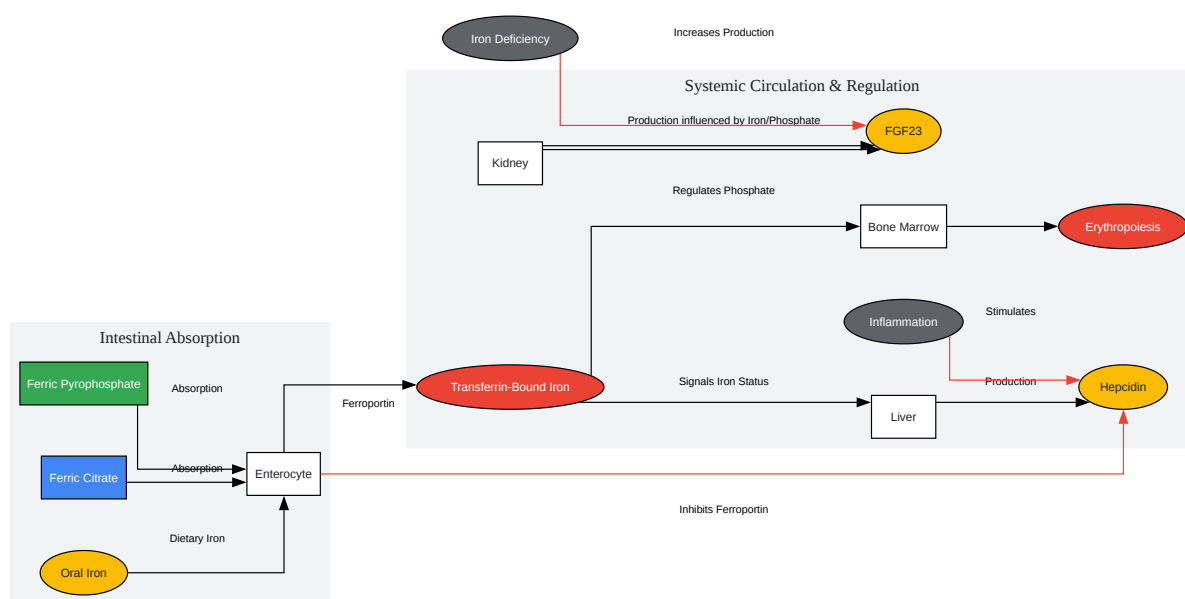 Iron Deficiency
Increases Production
Systemic Circulation & Regulation
Production influenced by Iron/Phosphate
FGF23
Kidney
Regulates Phosphate
Bone Marrow
Erythropoiesis
Inflammation
Stimulates
Intestinal Absorption
Ferric Pyrophosphate
Absorption
Ferroportin
Transferrin-Bound Iron
Signals Iron Status
Production
Hepcidin
Liver
Absorption
Ferric Citrate
Enterocyte
Inhibits Ferroportin
Dietary Iron
Oral Iron